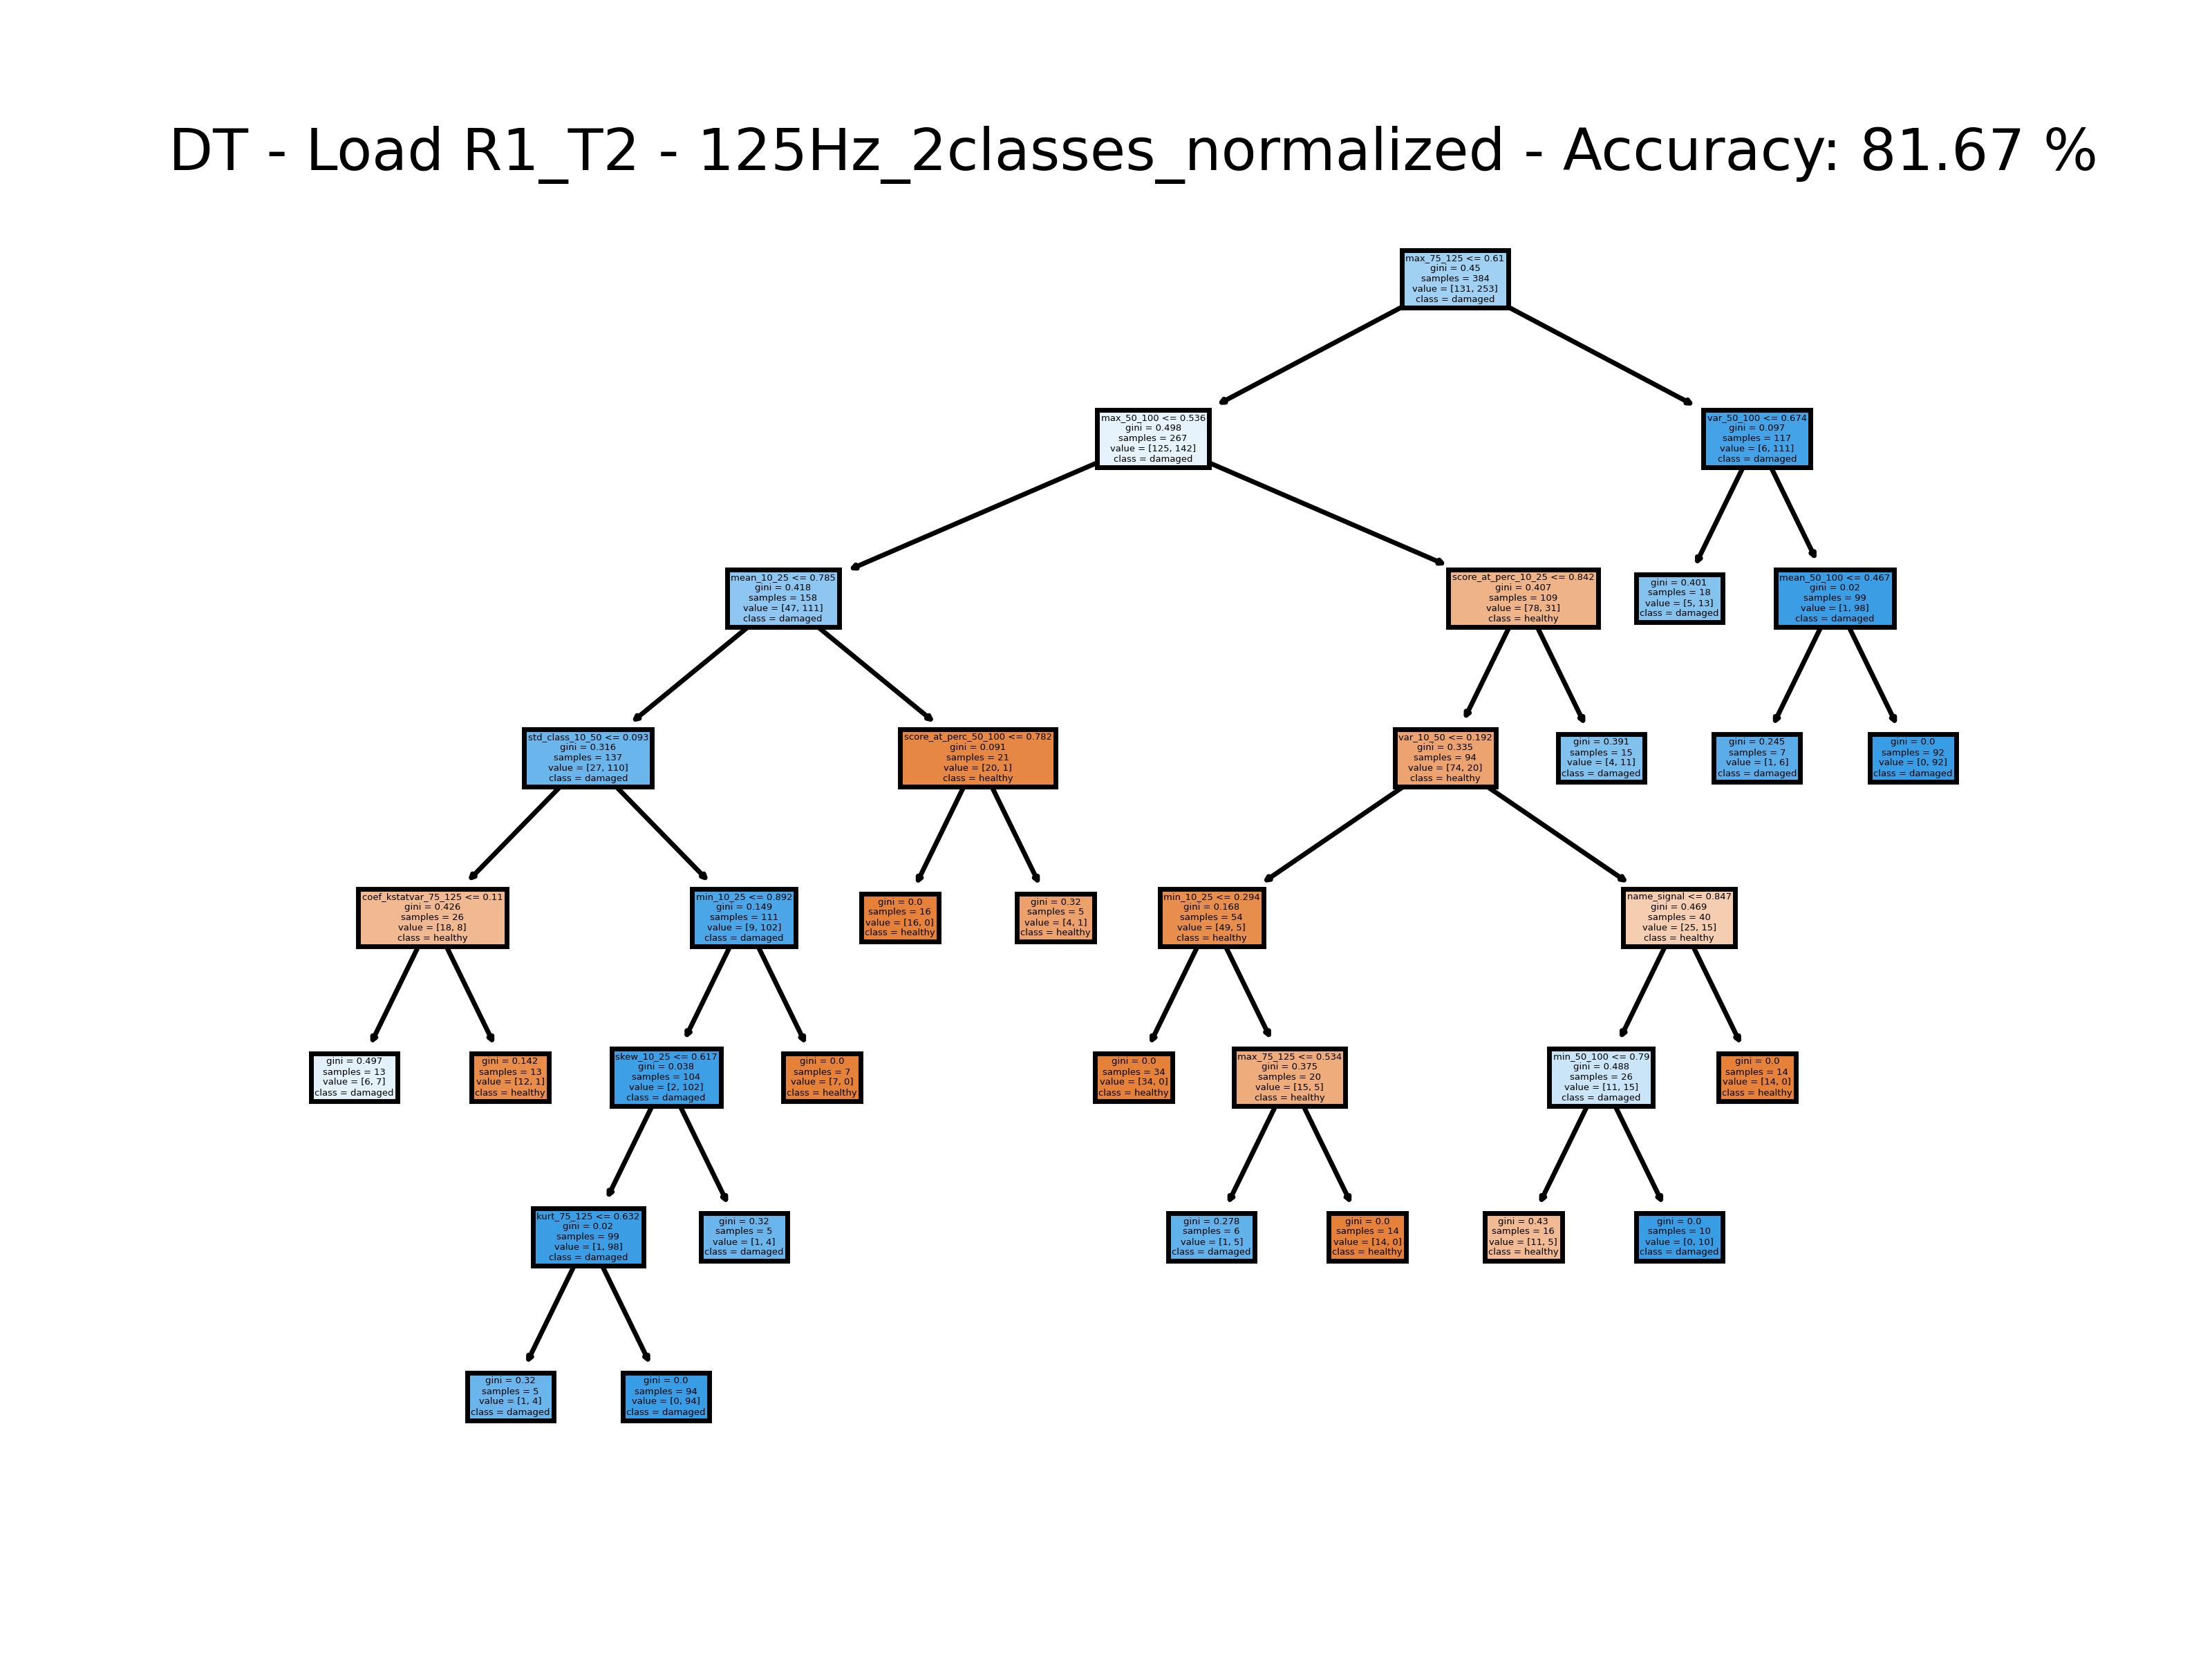 DT - Load R1_T2 - 125Hz_2classes_normalized - Accuracy: 81.67 %
max_75_125 <= 0.61
gini = 0.45
samples = 384
value = [131, 253]
class = damaged
max_50_100 <= 0.536
gini = 0.498
samples = 267
value = [125, 142]
class = damaged
var_50_100 <= 0.674
gini = 0.097
samples = 117
value = [6, 111]
class = damaged
mean_10_25 <= 0.785
gini = 0.418
samples = 158
value = [47, 111]
class = damaged
score_at_perc_10_25 <= 0.842
gini = 0.407
samples = 109
value = [78, 31]
class = healthy
gini = 0.401
samples = 18
value = [5, 13]
class = damaged
mean_50_100 <= 0.467
gini = 0.02
samples = 99
value = [1, 98]
class = damaged
std_class_10_50 <= 0.093
gini = 0.316
samples = 137
value = [27, 110]
class = damaged
score_at_perc_50_100 <= 0.782
gini = 0.091
samples = 21
value = [20, 1]
class = healthy
var_10_50 <= 0.192
gini = 0.335
samples = 94
value = [74, 20]
class = healthy
gini = 0.391
samples = 15
value = [4, 11]
class = damaged
gini = 0.245
samples = 7
value = [1, 6]
class = damaged
gini = 0.0
samples = 92
value = [0, 92]
class = damaged
coef_kstatvar_75_125 <= 0.11
gini = 0.426
samples = 26
value = [18, 8]
class = healthy
min_10_25 <= 0.892
gini = 0.149
samples = 111
value = [9, 102]
class = damaged
gini = 0.0
samples = 16
value = [16, 0]
class = healthy
gini = 0.32
samples = 5
value = [4, 1]
class = healthy
min_10_25 <= 0.294
gini = 0.168
samples = 54
value = [49, 5]
class = healthy
name_signal <= 0.847
gini = 0.469
samples = 40
value = [25, 15]
class = healthy
gini = 0.497
samples = 13
value = [6, 7]
class = damaged
gini = 0.142
samples = 13
value = [12, 1]
class = healthy
skew_10_25 <= 0.617
gini = 0.038
samples = 104
value = [2, 102]
class = damaged
gini = 0.0
samples = 7
value = [7, 0]
class = healthy
gini = 0.0
samples = 34
value = [34, 0]
class = healthy
max_75_125 <= 0.534
gini = 0.375
samples = 20
value = [15, 5]
class = healthy
min_50_100 <= 0.79
gini = 0.488
samples = 26
value = [11, 15]
class = damaged
gini = 0.0
samples = 14
value = [14, 0]
class = healthy
kurt_75_125 <= 0.632
gini = 0.02
samples = 99
value = [1, 98]
class = damaged
gini = 0.32
samples = 5
value = [1, 4]
class = damaged
gini = 0.278
samples = 6
value = [1, 5]
class = damaged
gini = 0.0
samples = 14
value = [14, 0]
class = healthy
gini = 0.43
samples = 16
value = [11, 5]
class = healthy
gini = 0.0
samples = 10
value = [0, 10]
class = damaged
gini = 0.32
samples = 5
value = [1, 4]
class = damaged
gini = 0.0
samples = 94
value = [0, 94]
class = damaged